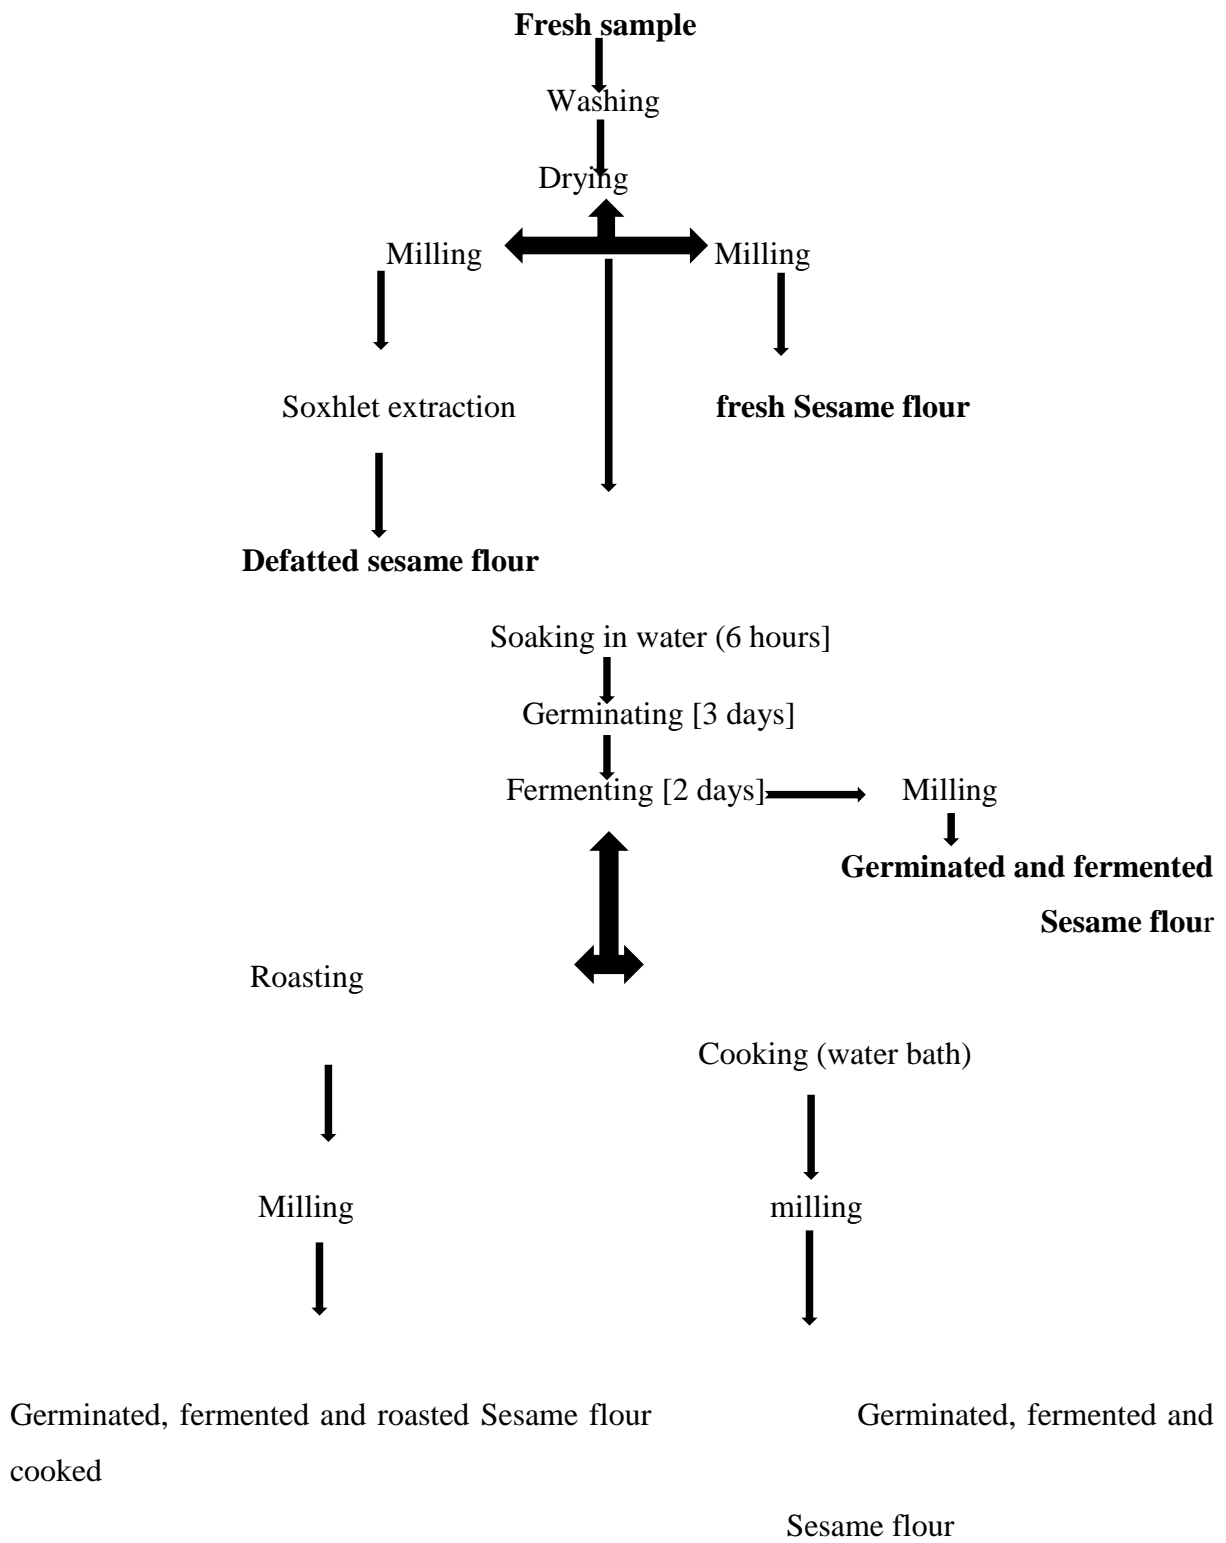 Fresh sample
Washing
Drying
Milling
Milling
Soxhlet extraction
fresh Sesame flour
Defatted sesame flour
Soaking in water (6 hours]
Germinating [3 days]
Fermenting [2 days]
Milling
Germinated and fermented
Sesame flour
Roasting
Cooking (water bath)
Milling
milling
Germinated, fermented and roasted Sesame flour
Germinated, fermented and
cooked
Sesame flour